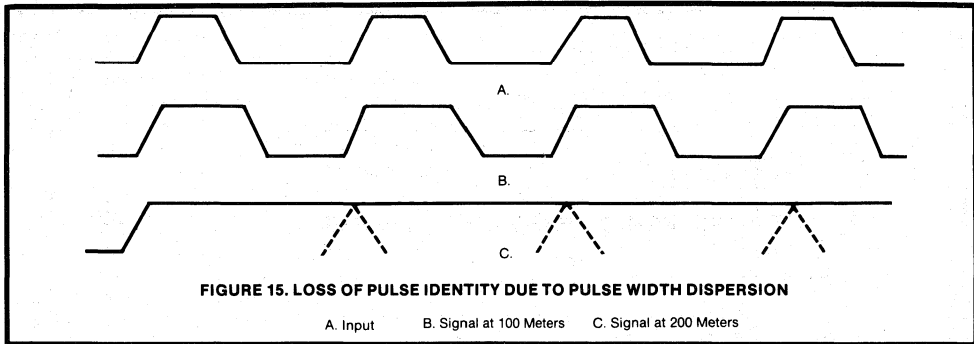 A.
B.
C.
FIGURE 15. LOSS OF PULSE IDENTITY DUE TO PULSE WIDTH DISPERSION
A. Input B. Signal at 100 Meters C. Signal at 200 Meters